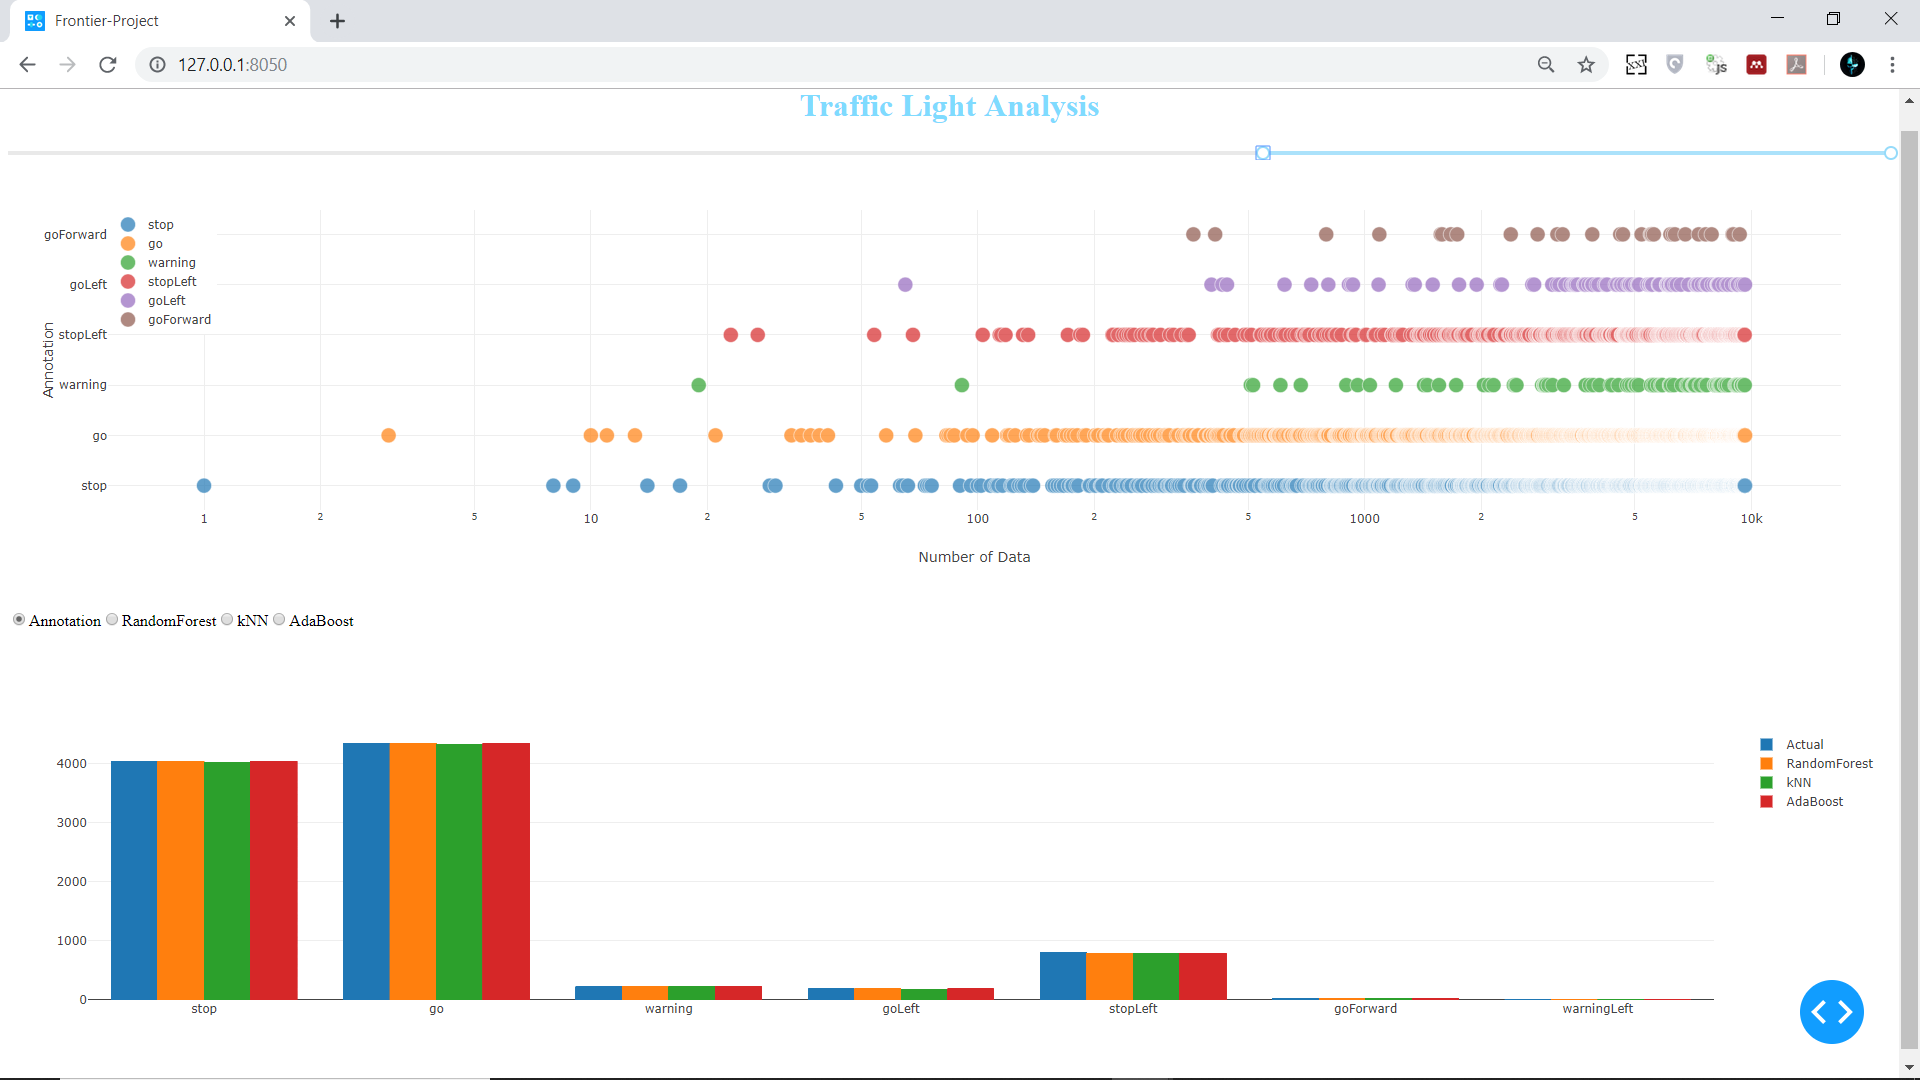 Frontier-Project
127.0.0.1:8050
JS
Traffic Light Analysis
stop
go
warning
stopLeft
goLeft
goForward
Annotation
goForward
goLeft
stopLeft
warning
go
stop
1 2 5 10 2 5 100 2 5 1000 2 5 10k
Number of Data
Annotation RandomForest kNN AdaBoost
Actual
RandomForest
kNN
AdaBoost
4000
3000
2000
1000
0
stop go warning goLeft stopLeft goForward warningLeft